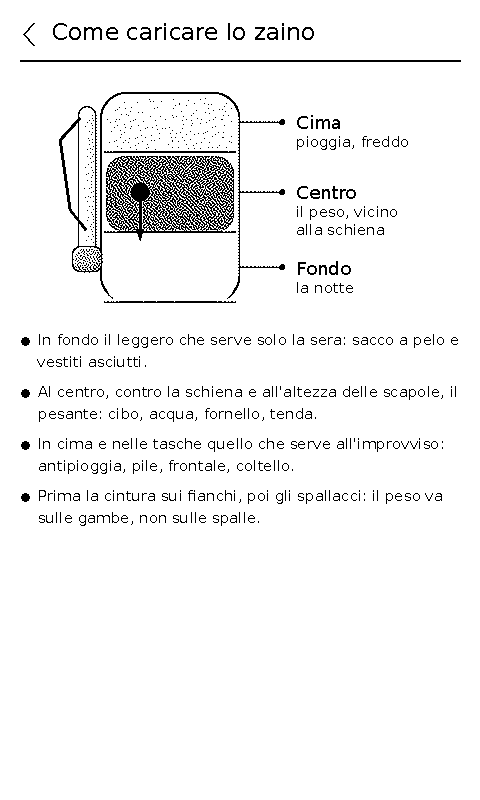 Come caricare lo zaino
Cima
pioggia, freddo
Centro
il peso, vicino
alla schiena
Fondo
la notte
● In fondo il leggero che serve solo la sera: sacco a pelo e
vestiti asciutti.
● Al centro, contro la schiena e all'altezza delle scapole, il
pesante: cibo, acqua, fornello, tenda.
● In cima e nelle tasche quello che serve all'improvviso:
antipioggia, pile, frontale, coltello.
● Prima la cintura sui fianchi, poi gli spallacci: il peso va
sulle gambe, non sulle spalle.